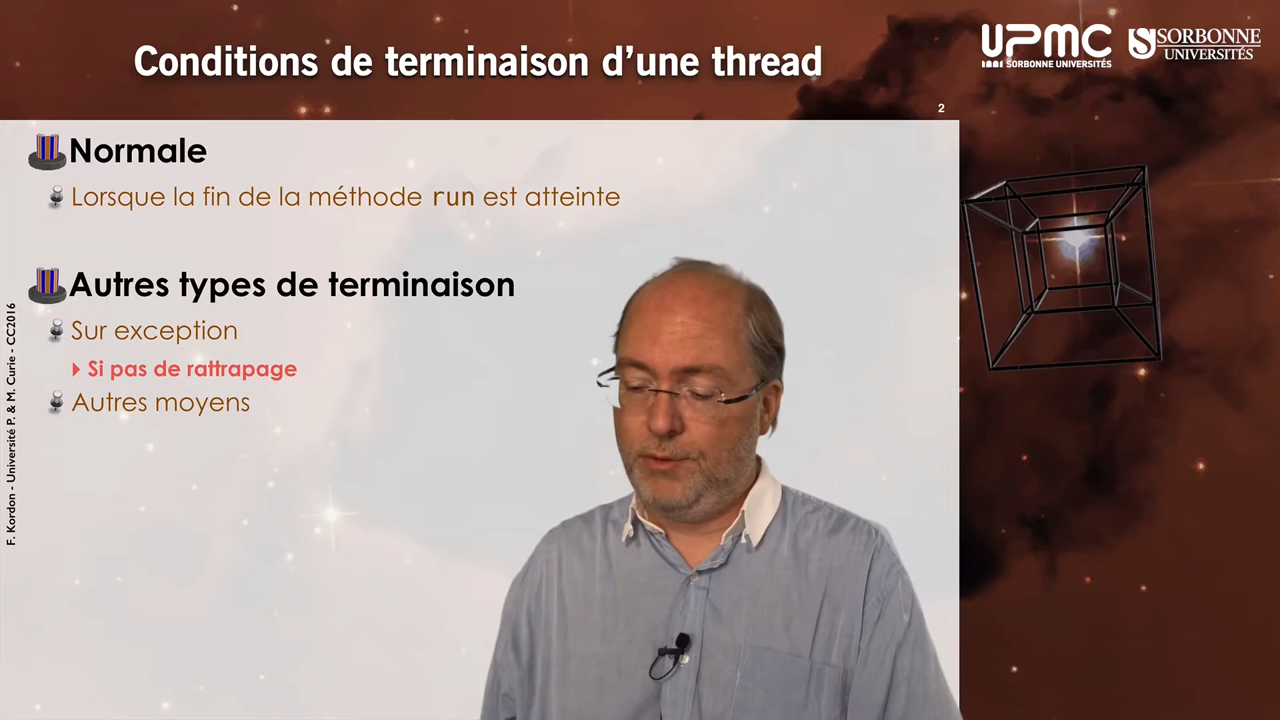 Conditions de terminaison d’une thread
UPMC
SORBONNE UNIVERSITÉS
S SORBONNE
UNIVERSITÉS
2
Normale
Lorsque la fin de la méthode run est atteinte
Autres types de terminaison
Sur exception
Si pas de rattrapage
Autres moyens
F. Kordon - Université P. & M. Curie - CC2016